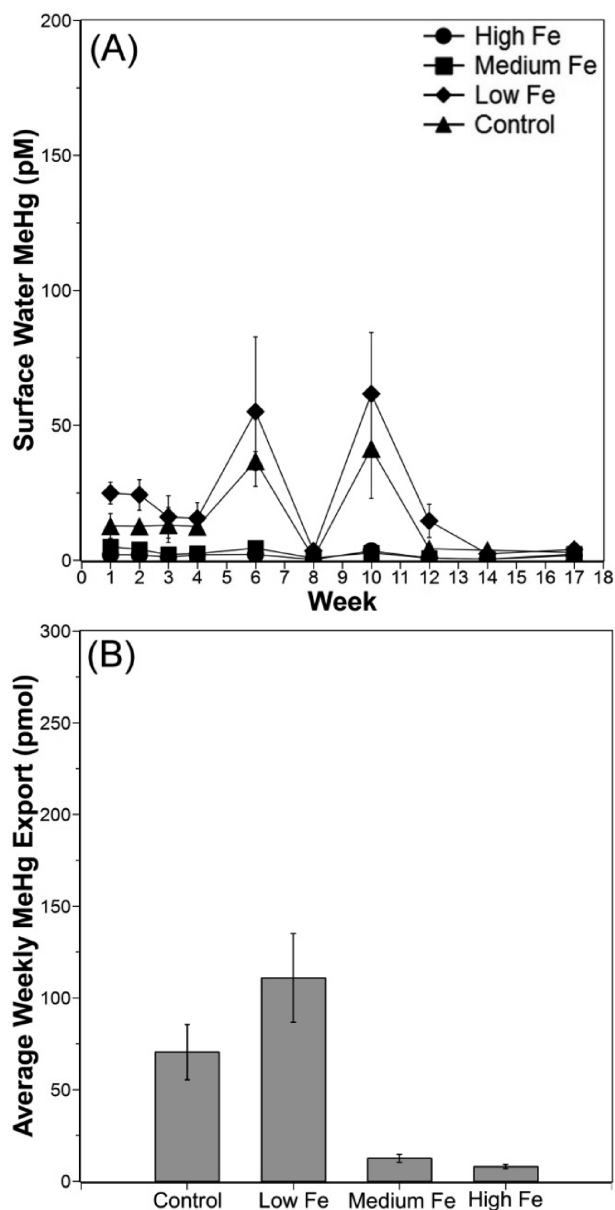 (A)
High Fe
Medium Fe
Low Fe
Control
Surface Water MeHg (pM)
200
150
100
50
0
0 1 2 3 4 5 6 7 8 9 10 11 12 13 14 15 16 17 18
Week
(B)
Average Weekly MeHg Export (pmol)
300
250
200
150
100
50
0
Control Low Fe Medium Fe High Fe